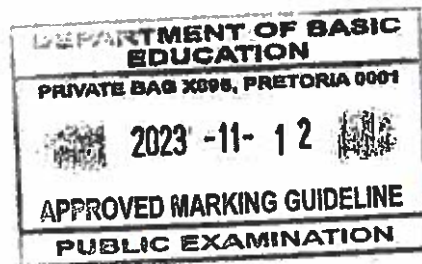 DEPARTMENT OF BASIC
EDUCATION
PRIVATE BAG X895, PRETORIA 0001
2023 -11- 12
APPROVED MARKING GUIDELINE
PUBLIC EXAMINATION